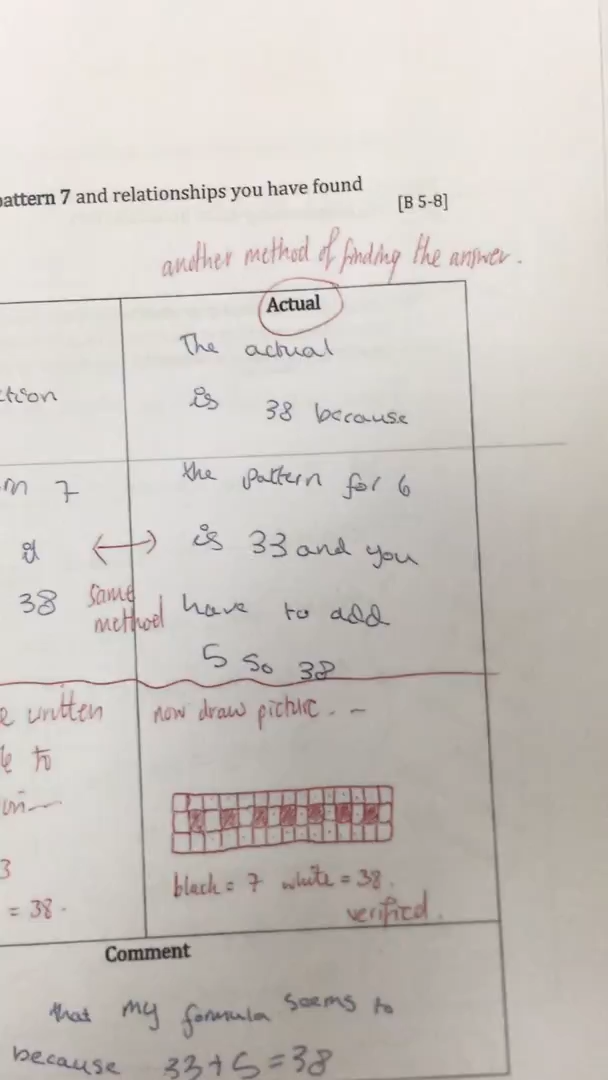 pattern 7 and relationships you have found
[B 5-8]
another method of finding the answer.
Actual
The actual
is 38 because
ction
the pattern for 6
7
is 33 and you
it
38 same method
have to add
5 so 38
written
now draw picture. --
to
3
black = 7 white = 38.
= 38.
verified.
Comment
that my formula seems to
because 33+5=38